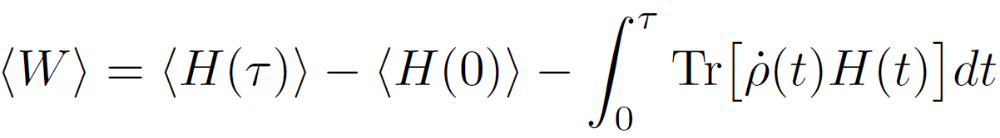 ⟨W⟩ = ⟨H(τ)⟩ − ⟨H(0)⟩ − ∫₀^τ Tr[ρ̇(t)H(t)]dt